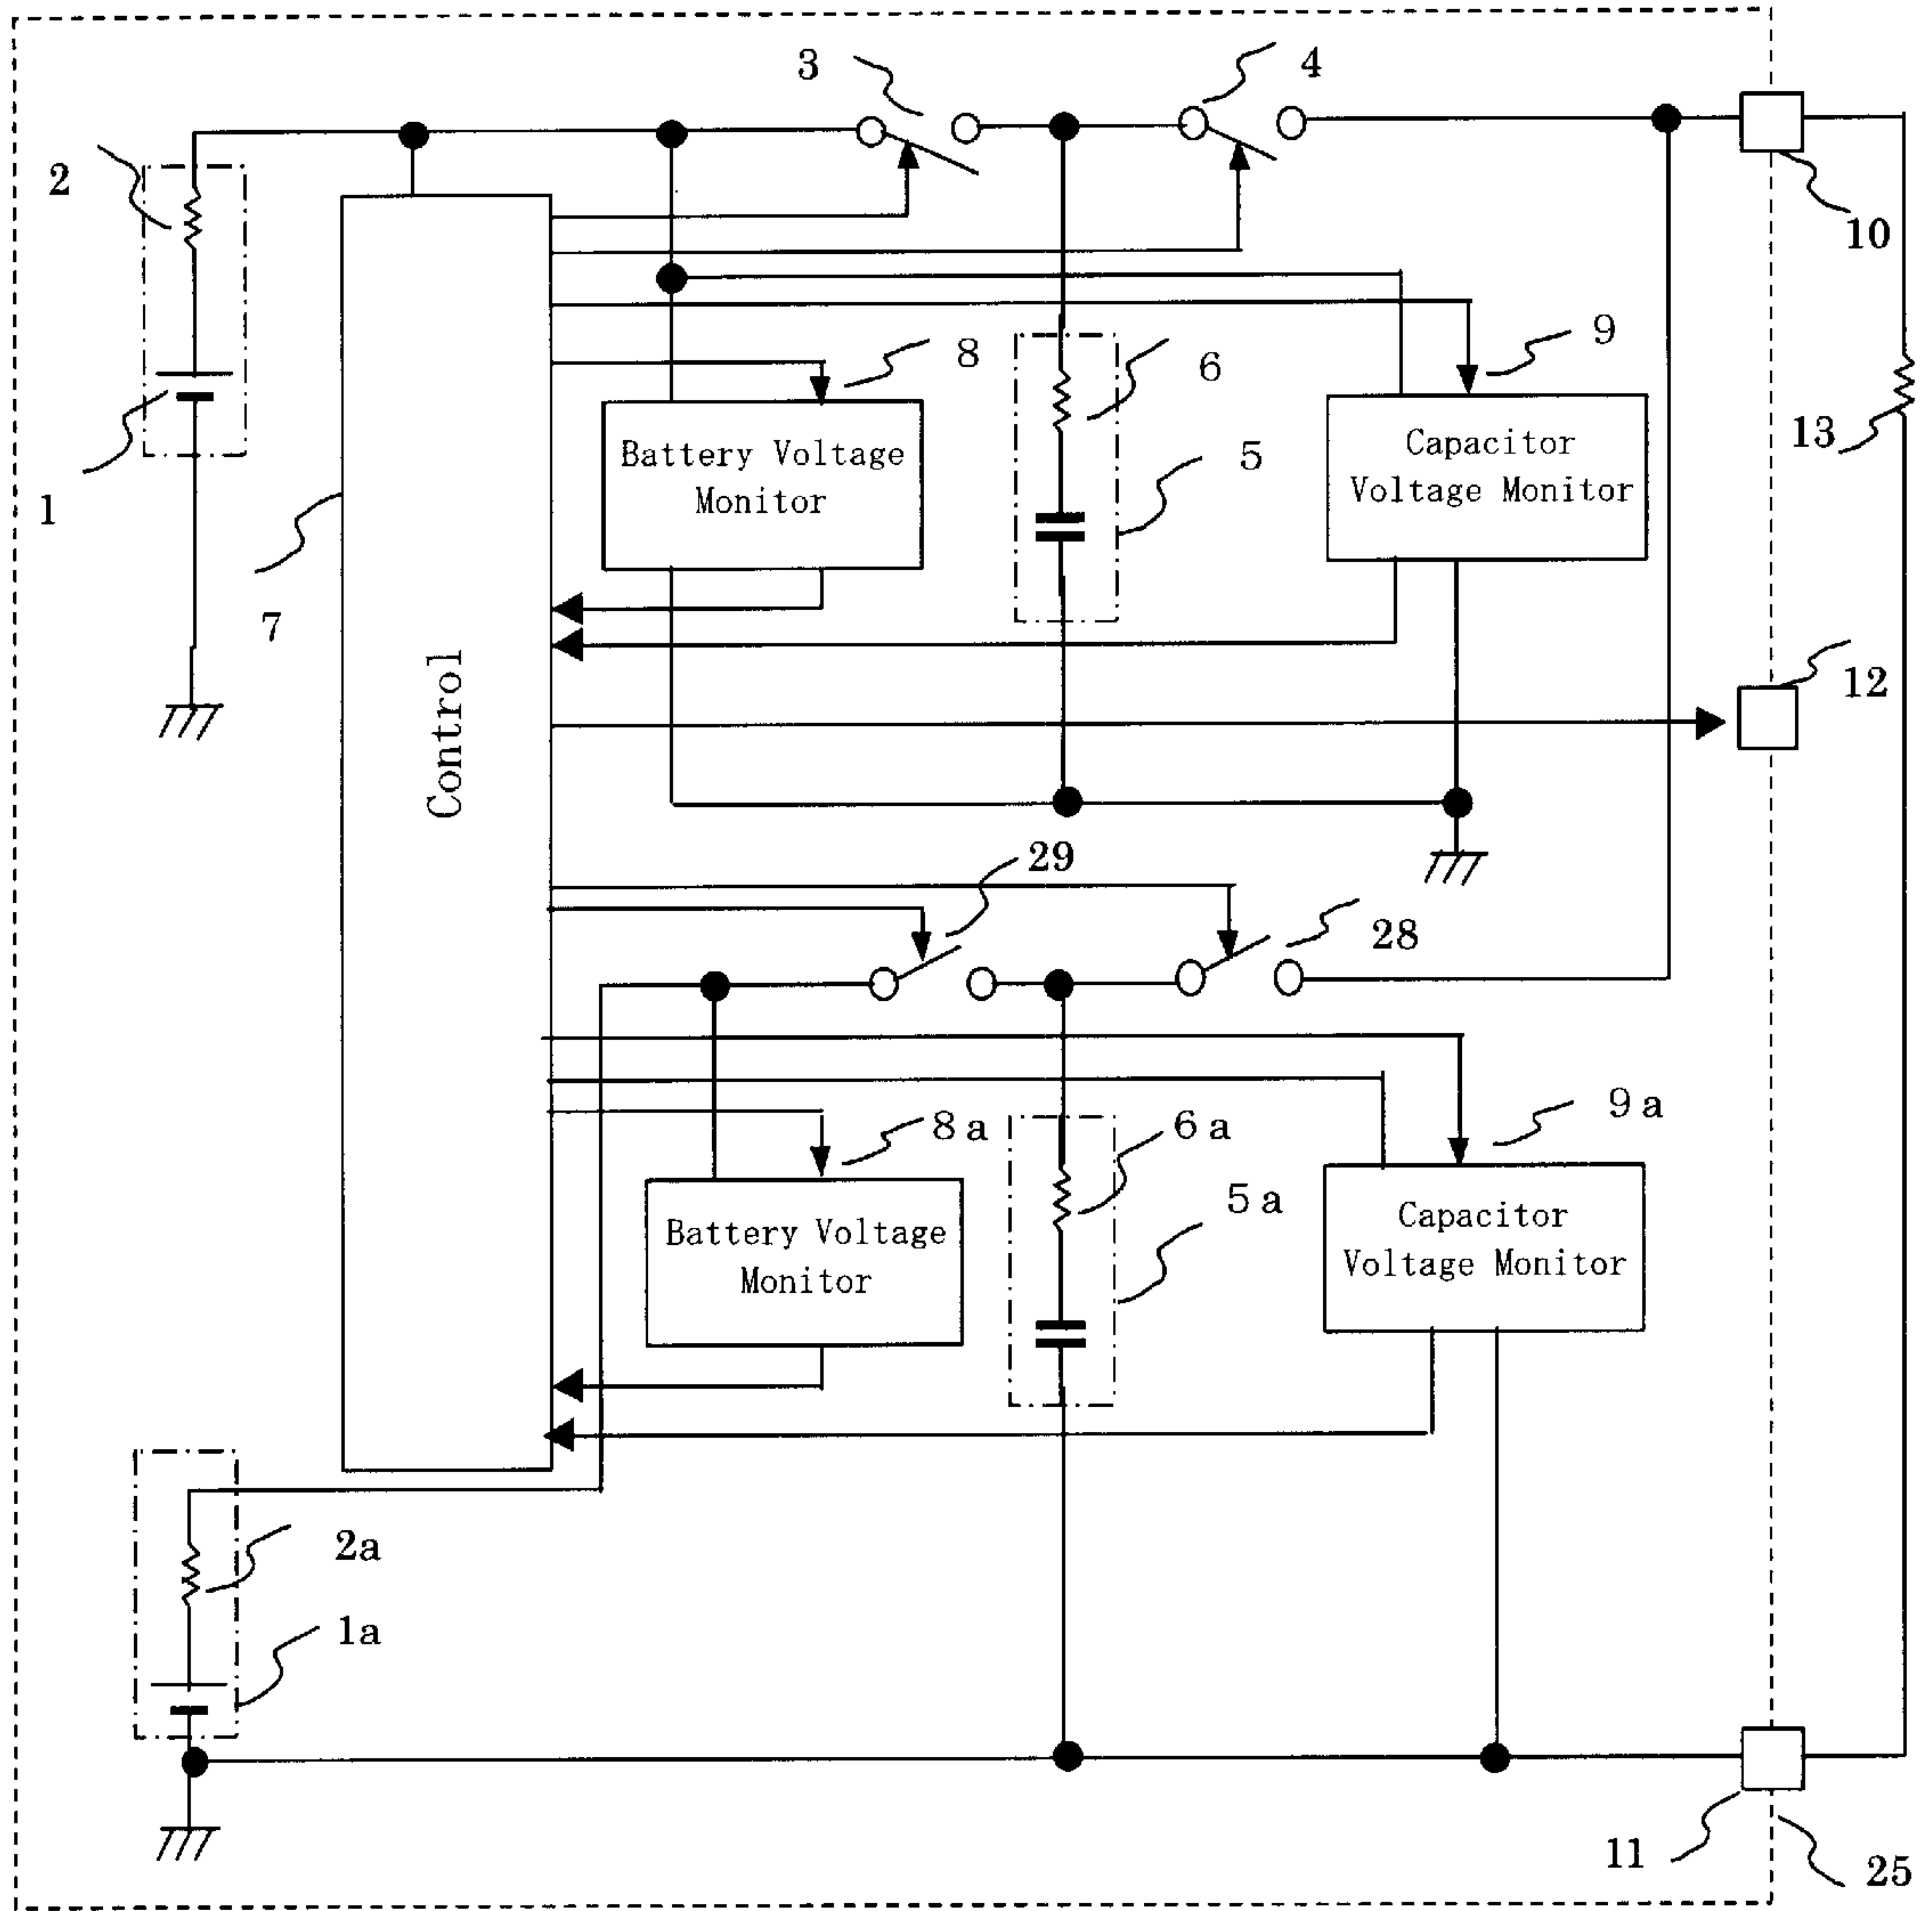 3
4
2
10
8
6
9
Battery Voltage
Monitor
5
Capacitor
Voltage Monitor
13
1
7
Control
12
29
28
8a
6a
9a
5a
Battery Voltage
Monitor
Capacitor
Voltage Monitor
2a
1a
11
25